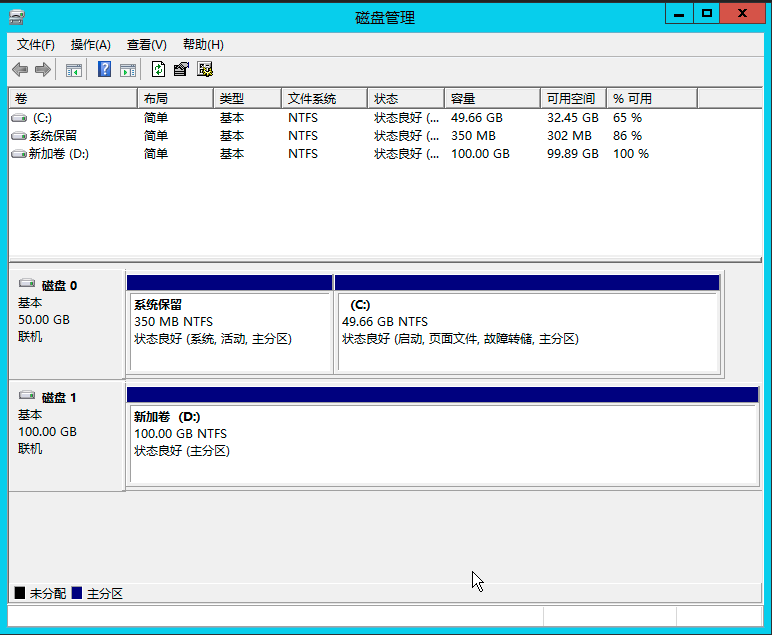 磁盘管理
文件(F) 操作(A) 查看(V) 帮助(H)
卷 布局 类型 文件系统 状态 容量 可用空间 % 可用
(C:) 简单 基本 NTFS 状态良好 (... 49.66 GB 32.45 GB 65 %
系统保留 简单 基本 NTFS 状态良好 (... 350 MB 302 MB 86 %
新加卷 (D:) 简单 基本 NTFS 状态良好 (... 100.00 GB 99.89 GB 100 %
磁盘 0
基本
50.00 GB
联机
系统保留
350 MB NTFS
状态良好 (系统, 活动, 主分区)
(C:)
49.66 GB NTFS
状态良好 (启动, 页面文件, 故障转储, 主分区)
磁盘 1
基本
100.00 GB
联机
新加卷 (D:)
100.00 GB NTFS
状态良好 (主分区)
未分配 主分区